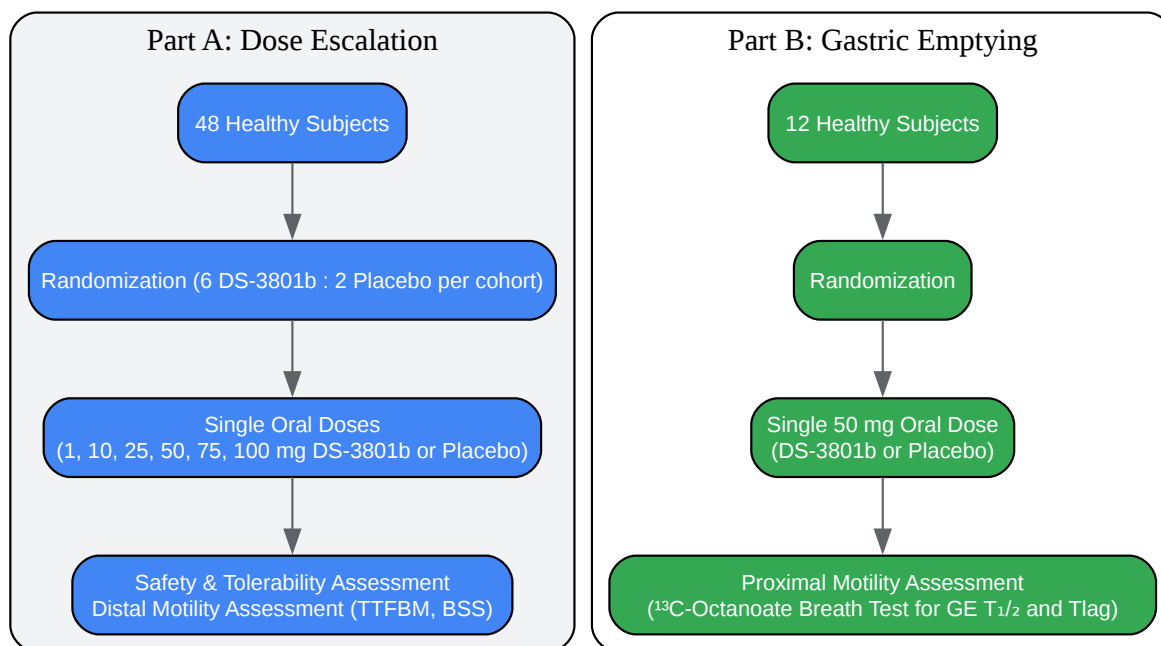 Part A: Dose Escalation
48 Healthy Subjects
Randomization (6 DS-3801b : 2 Placebo per cohort)
Single Oral Doses
(1, 10, 25, 50, 75, 100 mg DS-3801b or Placebo)
Safety & Tolerability Assessment
Distal Motility Assessment (TTFBM, BSS)
Part B: Gastric Emptying
12 Healthy Subjects
Randomization
Single 50 mg Oral Dose
(DS-3801b or Placebo)
Proximal Motility Assessment
(¹³C-Octanoate Breath Test for GE T₁/₂ and Tlag)